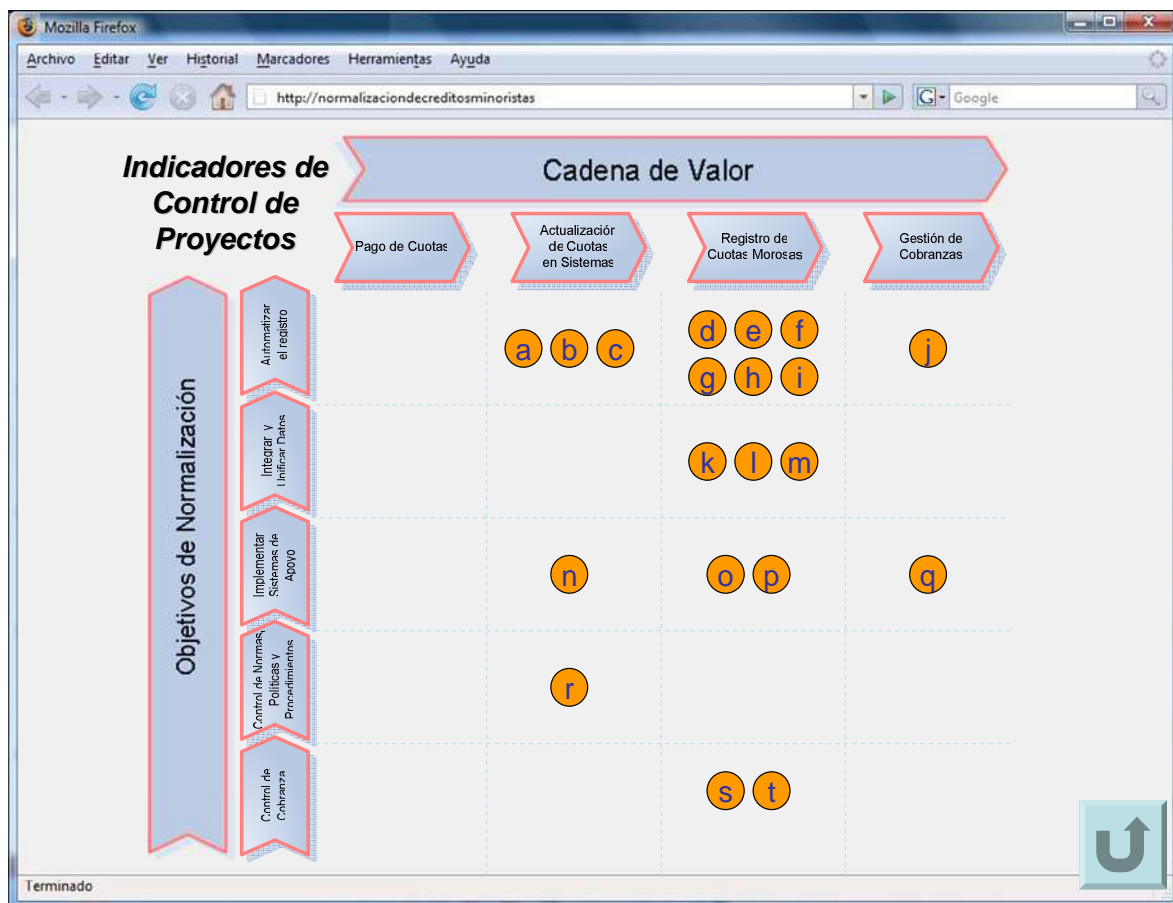 Mozilla Firefox
Archivo Editar Ver Historial Marcadores Herramientas Ayuda
http://normalizaciondecreditosminoristas
G Google
Indicadores de
Control de
Proyectos
Cadena de Valor
Pago de Cuotas
Actualización
de Cuotas
en Sistemas
Registro de
Cuotas Morosas
Gestión de
Cobranzas
Objetivos de Normalización
Automatizar
el registro
a b c
d e f
g h i
j
Integrar y
Unificar Datos
k l m
Implementar
Sistemas de
Apoyo
n
o p
q
Control de Normas,
Políticas y
Procedimientos
r
Control de
Cobranza
s t
Terminado